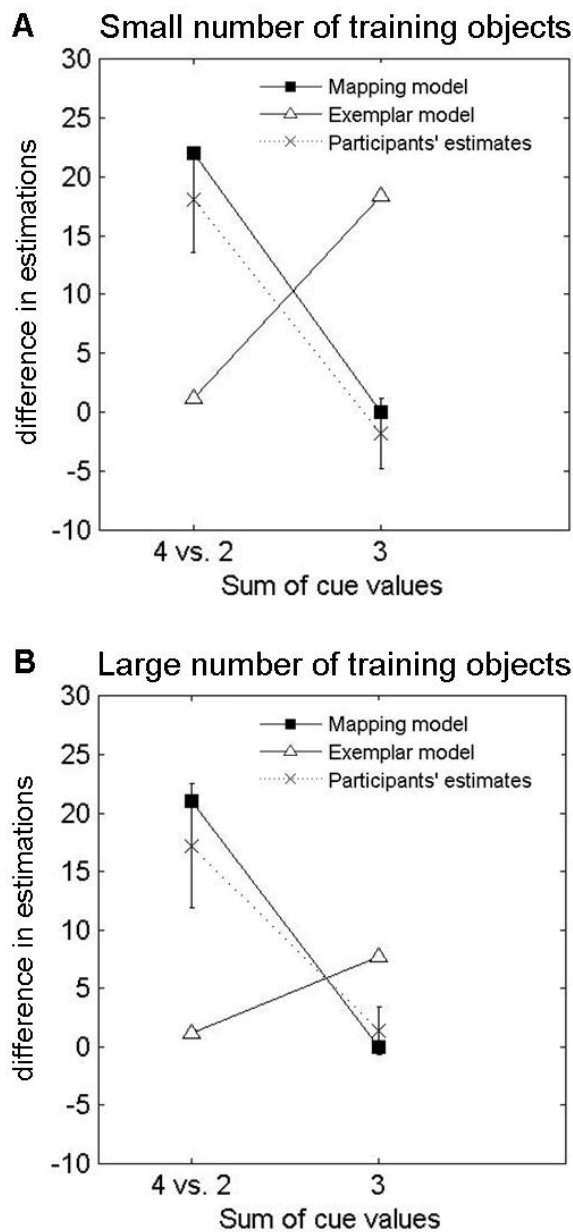 A Small number of training objects
30
25
20
15
10
5
0
-5
-10
difference in estimations
Mapping model
Exemplar model
Participants' estimates
4 vs. 2 3
Sum of cue values
B Large number of training objects
30
25
20
15
10
5
0
-5
-10
difference in estimations
Mapping model
Exemplar model
Participants' estimates
4 vs. 2 3
Sum of cue values